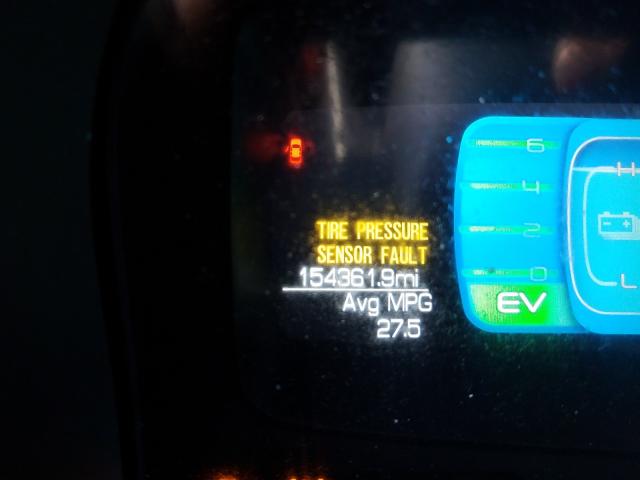 TIRE PRESSURE
SENSOR FAULT
154361.9mi
Avg MPG
27.5
6
4
2
0
EV
H
L